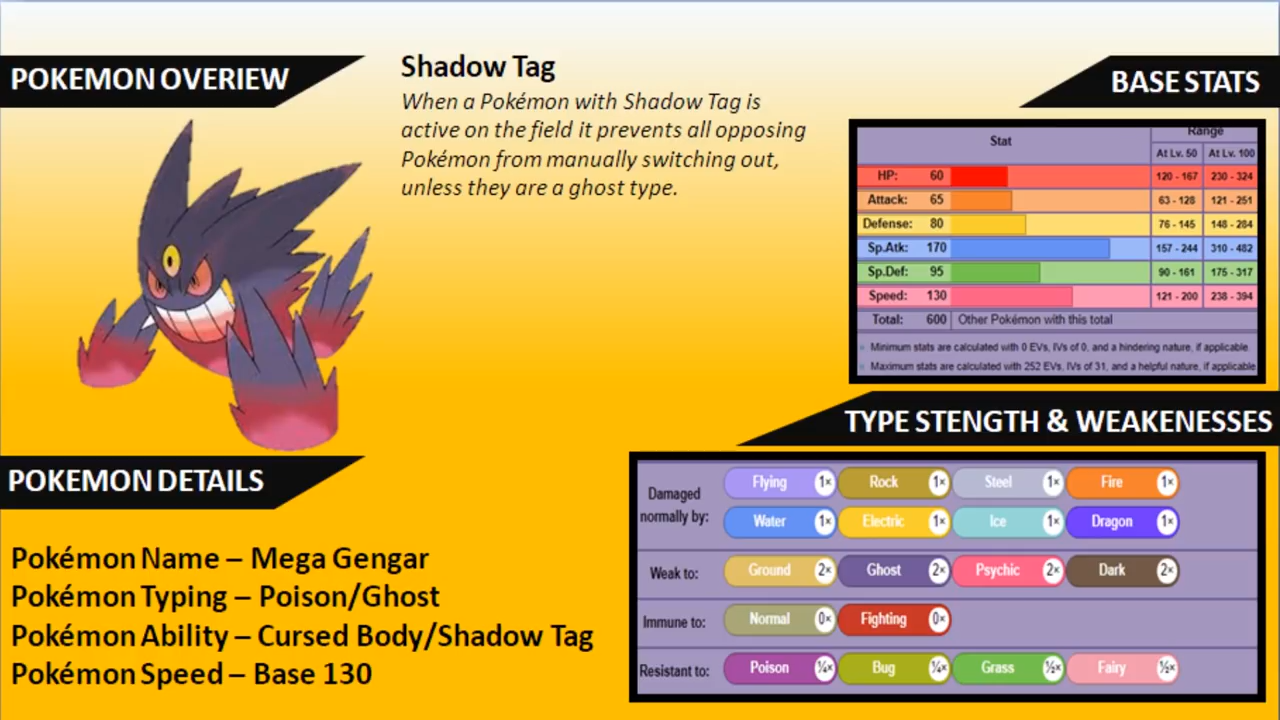 POKEMON OVERIEW
Shadow Tag
When a Pokémon with Shadow Tag is
active on the field it prevents all opposing
Pokémon from manually switching out,
unless they are a ghost type.
BASE STATS
Stat Range
At Lv. 50 At Lv. 100
HP: 60 120 - 167 230 - 324
Attack: 65 63 - 128 121 - 251
Defense: 80 76 - 145 148 - 284
Sp.Atk: 170 157 - 244 310 - 482
Sp.Def: 95 90 - 161 175 - 317
Speed: 130 121 - 200 238 - 394
Total: 600 Other Pokémon with this total
Minimum stats are calculated with 0 EVs, IVs of 0, and a hindering nature, if applicable.
Maximum stats are calculated with 252 EVs, IVs of 31, and a helpful nature, if applicable
POKEMON DETAILS
Pokémon Name – Mega Gengar
Pokémon Typing – Poison/Ghost
Pokémon Ability – Cursed Body/Shadow Tag
Pokémon Speed – Base 130
TYPE STENGTH & WEAKENESSES
Damaged
normally by:
Flying 1× Rock 1× Steel 1× Fire 1×
Water 1× Electric 1× Ice 1× Dragon 1×
Weak to: Ground 2× Ghost 2× Psychic 2× Dark 2×
Immune to: Normal 0× Fighting 0×
Resistant to: Poison ¼× Bug ¼× Grass ½× Fairy ½×